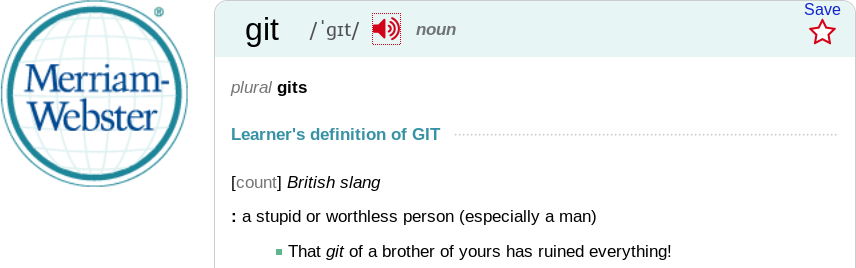 ®
Merriam-
Webster
Save
git /ˈɡɪt/ noun
plural gits
Learner's definition of GIT
[count] British slang
: a stupid or worthless person (especially a man)
That git of a brother of yours has ruined everything!